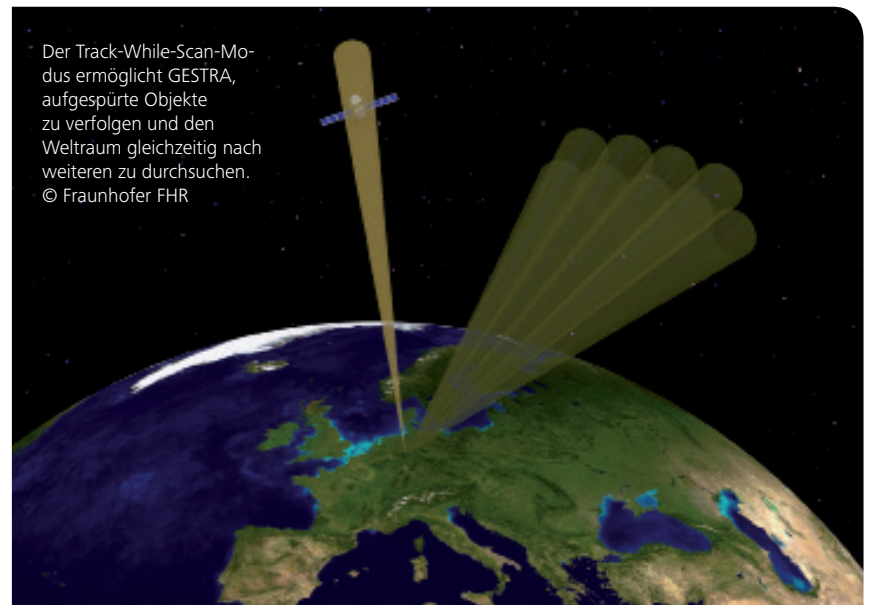 Der Track-While-Scan-Mo-
dus ermöglicht GESTRA,
aufgespürte Objekte
zu verfolgen und den
Weltraum gleichzeitig nach
weiteren zu durchsuchen.
© Fraunhofer FHR